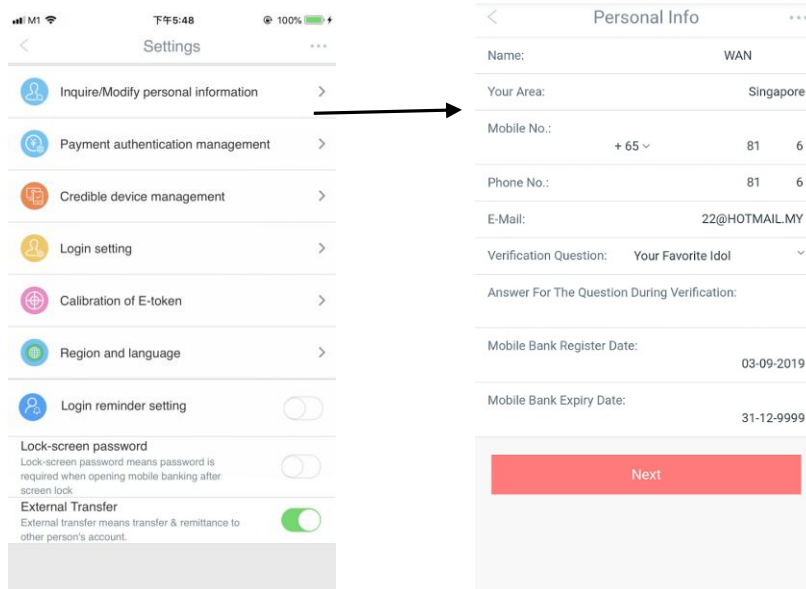 M1 下午5:48 100%
Settings
Inquire/Modify personal information
Payment authentication management
Credible device management
Login setting
Calibration of E-token
Region and language
Login reminder setting
Lock-screen password
Lock-screen password means password is
required when opening mobile banking after
screen lock
External Transfer
External transfer means transfer & remittance to
other person's account.
Personal Info
Name: WAN
Your Area: Singapore
Mobile No.:
+ 65 81 6
Phone No.: 81 6
E-Mail: 22@HOTMAIL.MY
Verification Question: Your Favorite Idol
Answer For The Question During Verification:
Mobile Bank Register Date:
03-09-2019
Mobile Bank Expiry Date:
31-12-9999
Next